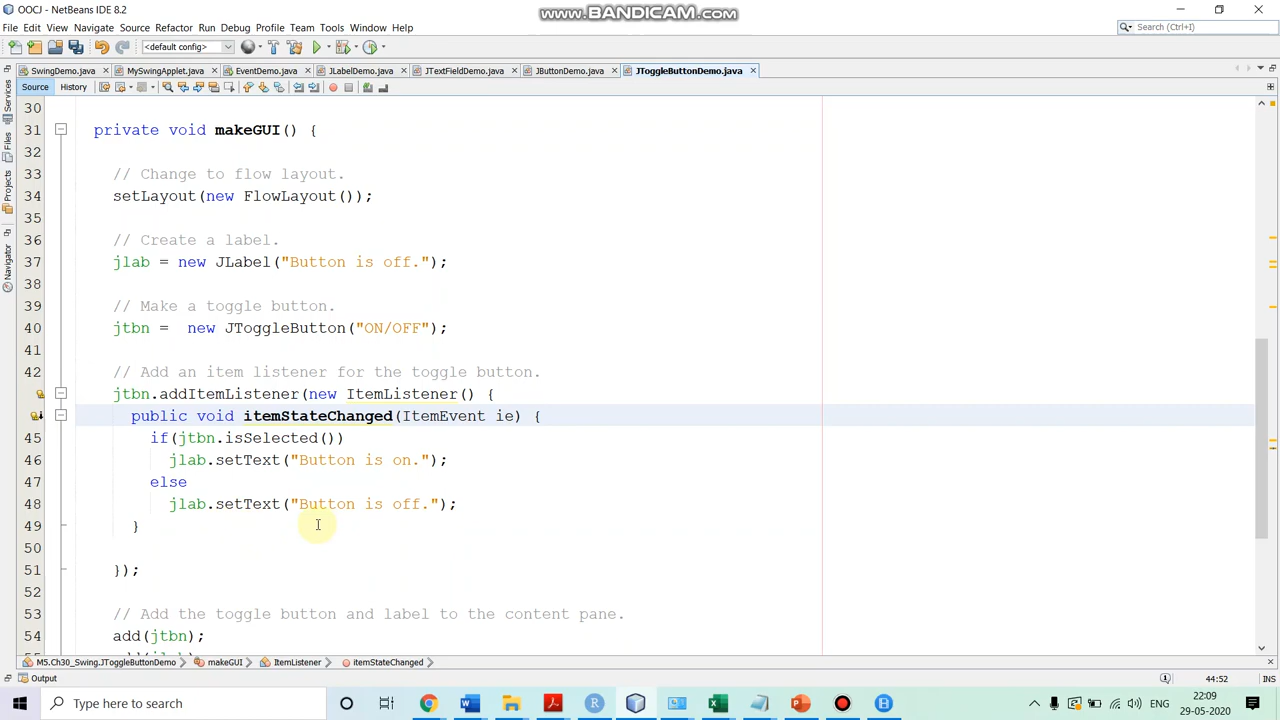 OOCJ - NetBeans IDE 8.2
www.BANDICAM.com
File Edit View Navigate Source Refactor Run Debug Profile Team Tools Window Help
Search (Ctrl+I)
<default config>
SwingDemo.java MySwingApplet.java EventDemo.java JLabelDemo.java JTextFieldDemo.java JButtonDemo.java JToggleButtonDemo.java
Source History
Services
Files
Projects
Navigator
30
31 private void makeGUI() {
32
33 // Change to flow layout.
34 setLayout(new FlowLayout());
35
36 // Create a label.
37 jlab = new JLabel("Button is off.");
38
39 // Make a toggle button.
40 jtbn =  new JToggleButton("ON/OFF");
41
42 // Add an item listener for the toggle button.
jtbn.addItemListener(new ItemListener() {
public void itemStateChanged(ItemEvent ie) {
45 if(jtbn.isSelected())
46 jlab.setText("Button is on.");
47 else
48 jlab.setText("Button is off.");
49 }
50
51 });
52
53 // Add the toggle button and label to the content pane.
54 add(jtbn);
M5.Ch30_Swing.JToggleButtonDemo makeGUI ItemListener itemStateChanged
Output
44:52 INS
Type here to search
ENG
22:09
29-05-2020